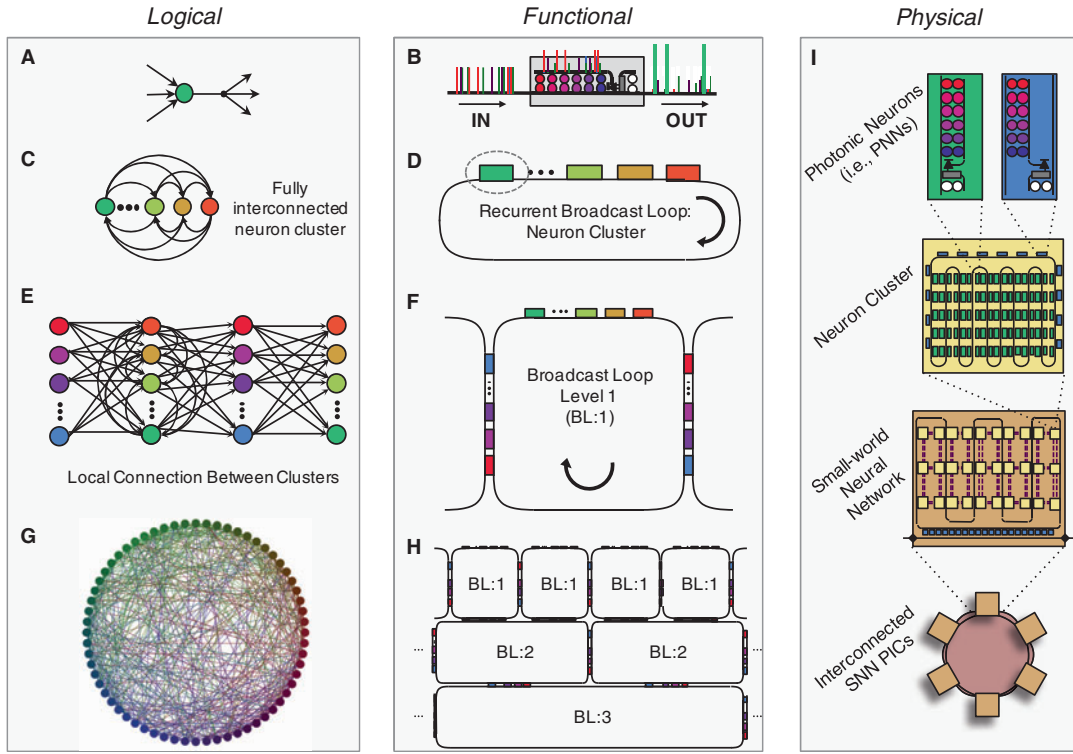 Logical
Functional
Physical
A
C
Fully
interconnected
neuron cluster
E
Local Connection Between Clusters
G
B
IN
OUT
D
Recurrent Broadcast Loop:
Neuron Cluster
F
Broadcast Loop
Level 1
(BL:1)
H
BL:1
BL:1
BL:1
BL:1
BL:2
BL:2
BL:3
I
Photonic Neurons
(i.e., PNNs)
Neuron Cluster
Small-world
Neural
Network
Interconnected
SNN PICs